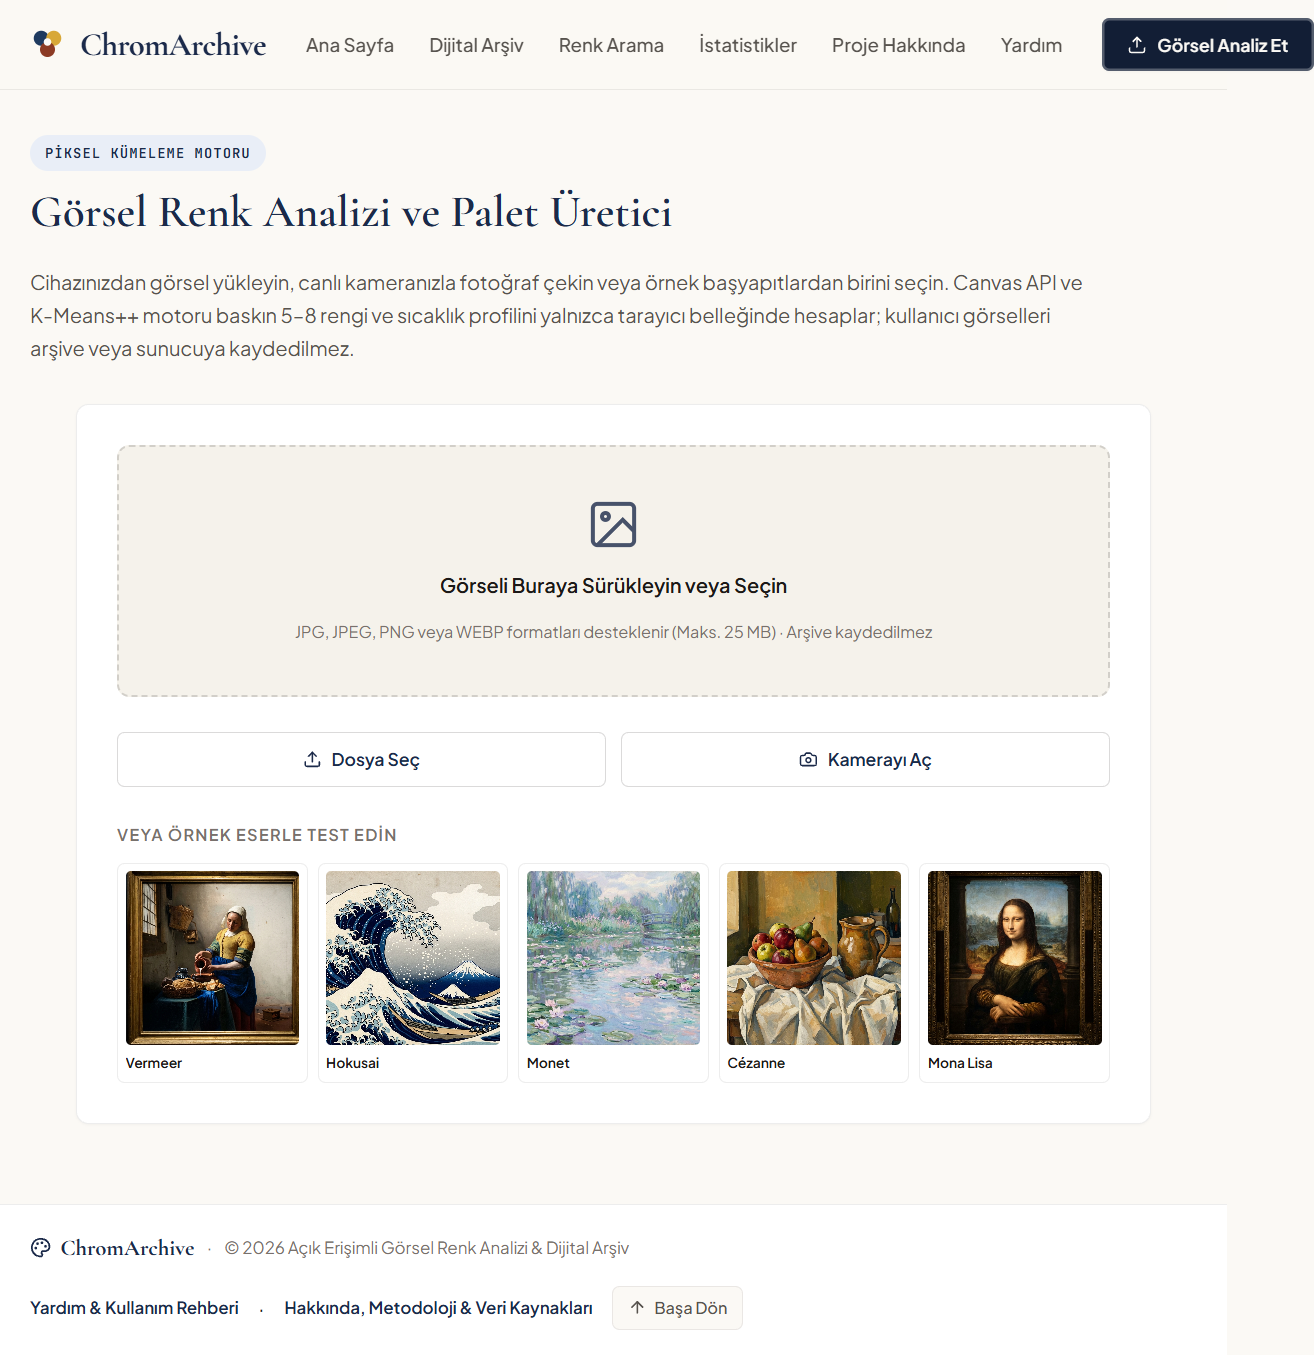 ChromArchive
Ana Sayfa
Dijital Arşiv
Renk Arama
İstatistikler
Proje Hakkında
Yardım
Görsel Analiz Et
PİKSEL KÜMELEME MOTORU
Görsel Renk Analizi ve Palet Üretici
Cihazınızdan görsel yükleyin, canlı kameranızla fotoğraf çekin veya örnek başyapıtlardan birini seçin. Canvas API ve
K-Means++ motoru baskın 5–8 rengi ve sıcaklık profilini yalnızca tarayıcı belleğinde hesaplar; kullanıcı görselleri
arşive veya sunucuya kaydedilmez.
Görseli Buraya Sürükleyin veya Seçin
JPG, JPEG, PNG veya WEBP formatları desteklenir (Maks. 25 MB) · Arşive kaydedilmez
Dosya Seç
Kamerayı Aç
VEYA ÖRNEK ESERLE TEST EDİN
Vermeer
Hokusai
Monet
Cézanne
Mona Lisa
ChromArchive · © 2026 Açık Erişimli Görsel Renk Analizi & Dijital Arşiv
Yardım & Kullanım Rehberi · Hakkında, Metodoloji & Veri Kaynakları
Başa Dön